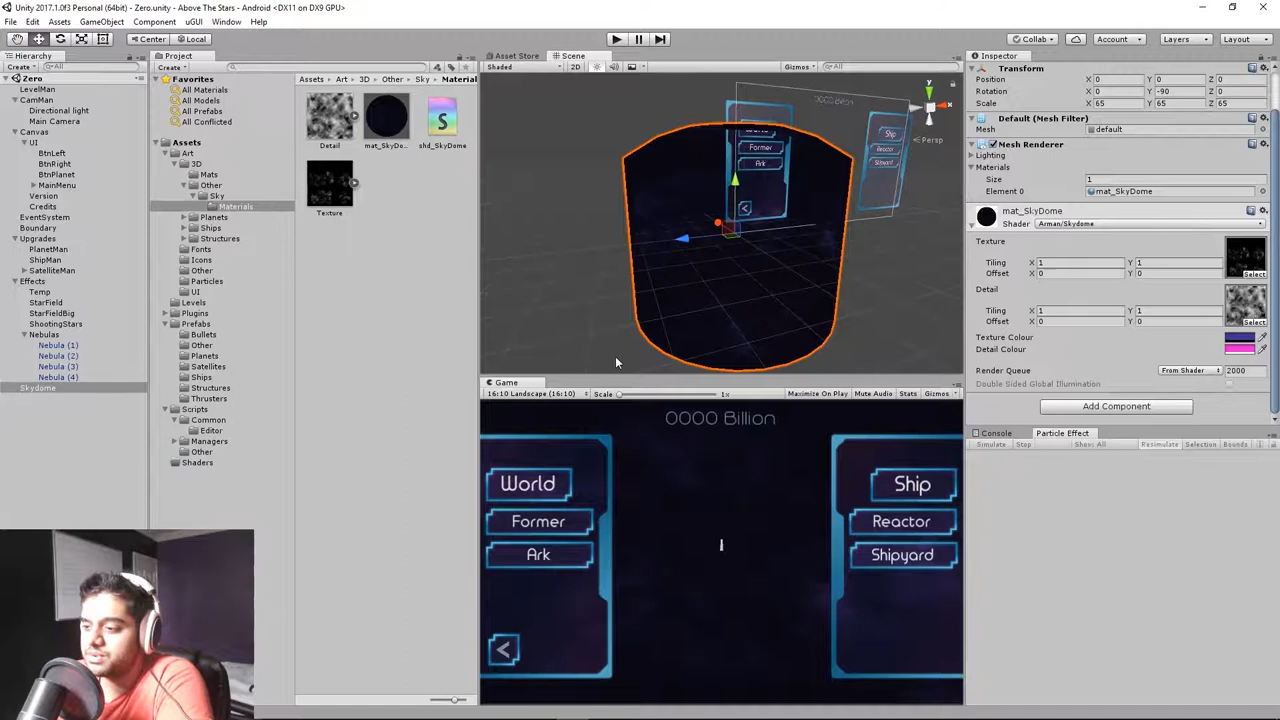 Unity 2017.1.0f3 Personal (64bit) - Zero.unity - Above The Stars - Android <DX11 on DX9 GPU>
File Edit Assets GameObject Component uGUI Window Help
Center Local Collab Account Layers Layout
Hierarchy
Create All
Zero
LevelMan
CamMan
Directional light
Main Camera
Canvas
UI
BtnLeft
BtnRight
BtnPlanet
MainMenu
Version
Credits
EventSystem
Boundary
Upgrades
PlanetMan
ShipMan
SatelliteMan
Effects
Temp
StarField
StarFieldBig
ShootingStars
Nebulas
Nebula (1)
Nebula (2)
Nebula (3)
Nebula (4)
Skydome
Project
Create
Favorites
All Materials
All Models
All Prefabs
All Conflicted
Assets
Art
3D
Mats
Other
Sky
Materials
Planets
Ships
Structures
Fonts
Icons
Other
Particles
UI
Levels
Plugins
Prefabs
Bullets
Other
Planets
Satellites
Ships
Structures
Thrusters
Scripts
Common
Editor
Managers
Other
Shaders
Assets Art 3D Other Sky Material
Detail mat_SkyDo... shd_SkyDome
S
Texture
Asset Store Scene
Shaded 2D Gizmos All
Former
Ark
<
Ship
Reactor
Shipyard
y
x
Persp
Game
16:10 Landscape (16:10) Scale 1x Maximize On Play Mute Audio Stats Gizmos
0000 Billion
World
Former
Ark
<
Ship
Reactor
Shipyard
Inspector
Transform
Position X 0 Y 0 Z 0
Rotation X 0 Y -90 Z 0
Scale X 65 Y 65 Z 65
Default (Mesh Filter)
Mesh default
Mesh Renderer
Lighting
Materials
Size 1
Element 0 mat_SkyDome
mat_SkyDome
Shader Arman/Skydome
Texture
Tiling X 1 Y 1
Offset X 0 Y 0
Select
Detail
Tiling X 1 Y 1
Offset X 0 Y 0
Select
Texture Colour
Detail Colour
Render Queue From Shader 2000
Double Sided Global Illumination
Add Component
Console Particle Effect
Simulate Stop Show: All Resimulate Selection Bounds